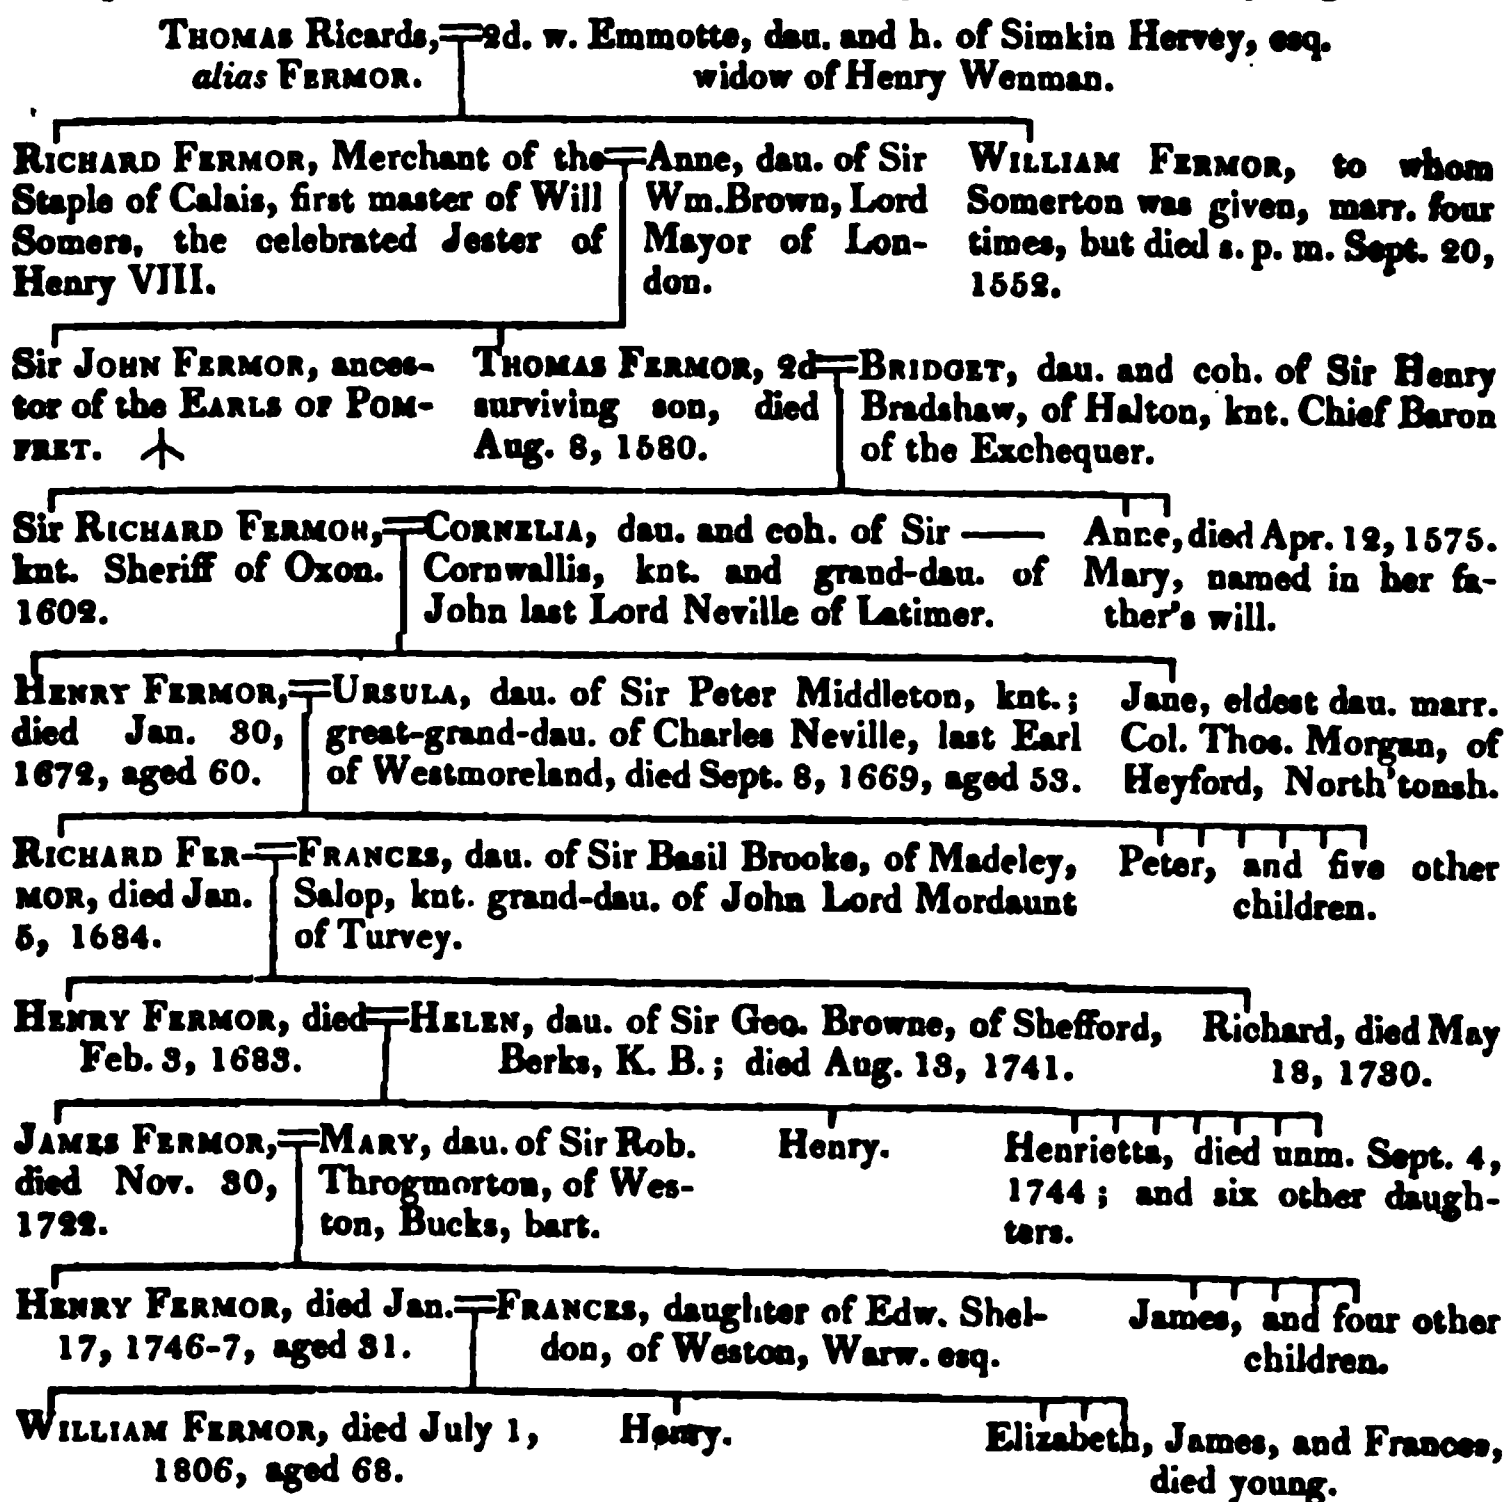 THOMAS Ricards,=2d. w. Emmotte, dau. and h. of Simkin Hervey, esq.
alias FERMOR.
widow of Henry Wenman.
RICHARD FERMOR, Merchant of the
Staple of Calais, first master of Will
Somers, the celebrated Jester of
Henry VIII.
Anne, dau. of Sir
Wm. Brown, Lord
Mayor of Lon-
don.
WILLIAM FERMOR, to whom
Somerton was given, marr. four
times, but died s. p. m. Sept. 20,
1552.
Sir JOHN FERMOR, ances-
tor of the EARLS OF POM-
FRET.
THOMAS FERMOR, 2d
surviving son, died
Aug. 8, 1580.
BRIDGET, dau. and coh. of Sir Henry
Bradshaw, of Halton, knt. Chief Baron
of the Exchequer.
Sir RICHARD FERMOR,
knt. Sheriff of Oxon.
1602.
CORNELIA, dau. and coh. of Sir ——
Cornwallis, knt. and grand-dau. of
John last Lord Neville of Latimer.
Anne, died Apr. 12, 1575.
Mary, named in her fa-
ther's will.
HENRY FERMOR,
died Jan. 30,
1672, aged 60.
URSULA, dau. of Sir Peter Middleton, knt.;
great-grand-dau. of Charles Neville, last Earl
of Westmoreland, died Sept. 8, 1669, aged 53.
Jane, eldest dau. marr.
Col. Thos. Morgan, of
Heyford, North'tonsh.
RICHARD FER-
MOR, died Jan.
5, 1684.
FRANCES, dau. of Sir Basil Brooke, of Madeley,
Salop, knt. grand-dau. of John Lord Mordaunt
of Turvey.
Peter, and five other
children.
HENRY FERMOR, died
Feb. 3, 1683.
HELEN, dau. of Sir Geo. Browne, of Shefford,
Berks, K. B.; died Aug. 13, 1741.
Richard, died May
18, 1730.
JAMES FERMOR,
died Nov. 30,
1722.
MARY, dau. of Sir Rob.
Throgmorton, of Wes-
ton, Bucks, bart.
Henry.
Henrietta, died unm. Sept. 4,
1744; and six other daugh-
ters.
HENRY FERMOR, died Jan.
17, 1746-7, aged 31.
FRANCES, daughter of Edw. Shel-
don, of Weston, Warw. esq.
James, and four other
children.
WILLIAM FERMOR, died July 1,
1806, aged 68.
Henry.
Elizabeth, James, and Frances,
died young.